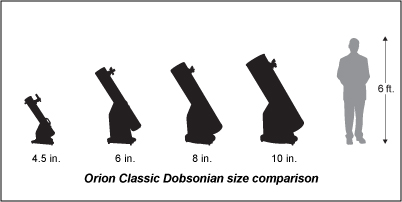 6 ft.
4.5 in. 6 in. 8 in. 10 in.
Orion Classic Dobsonian size comparison